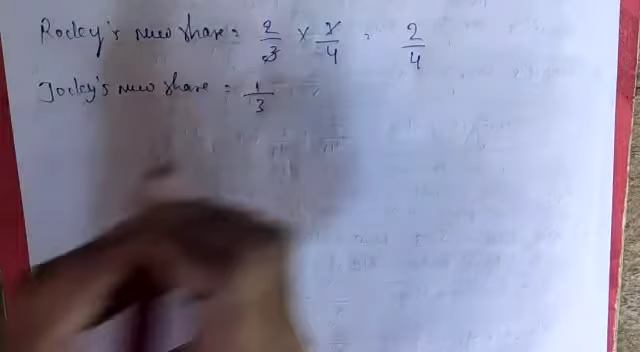 Rocky's new share = 2/3 × 3/4 = 2/4
Jocky's new share = 1/3